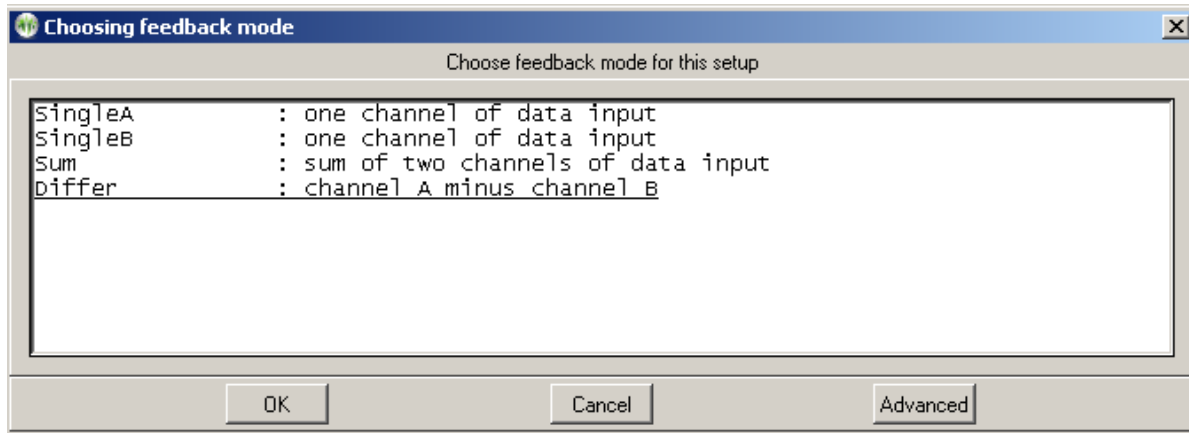 Choosing feedback mode
Choose feedback mode for this setup
SingleA : one channel of data input
SingleB : one channel of data input
Sum : sum of two channels of data input
Differ : channel A minus channel B
OK Cancel Advanced